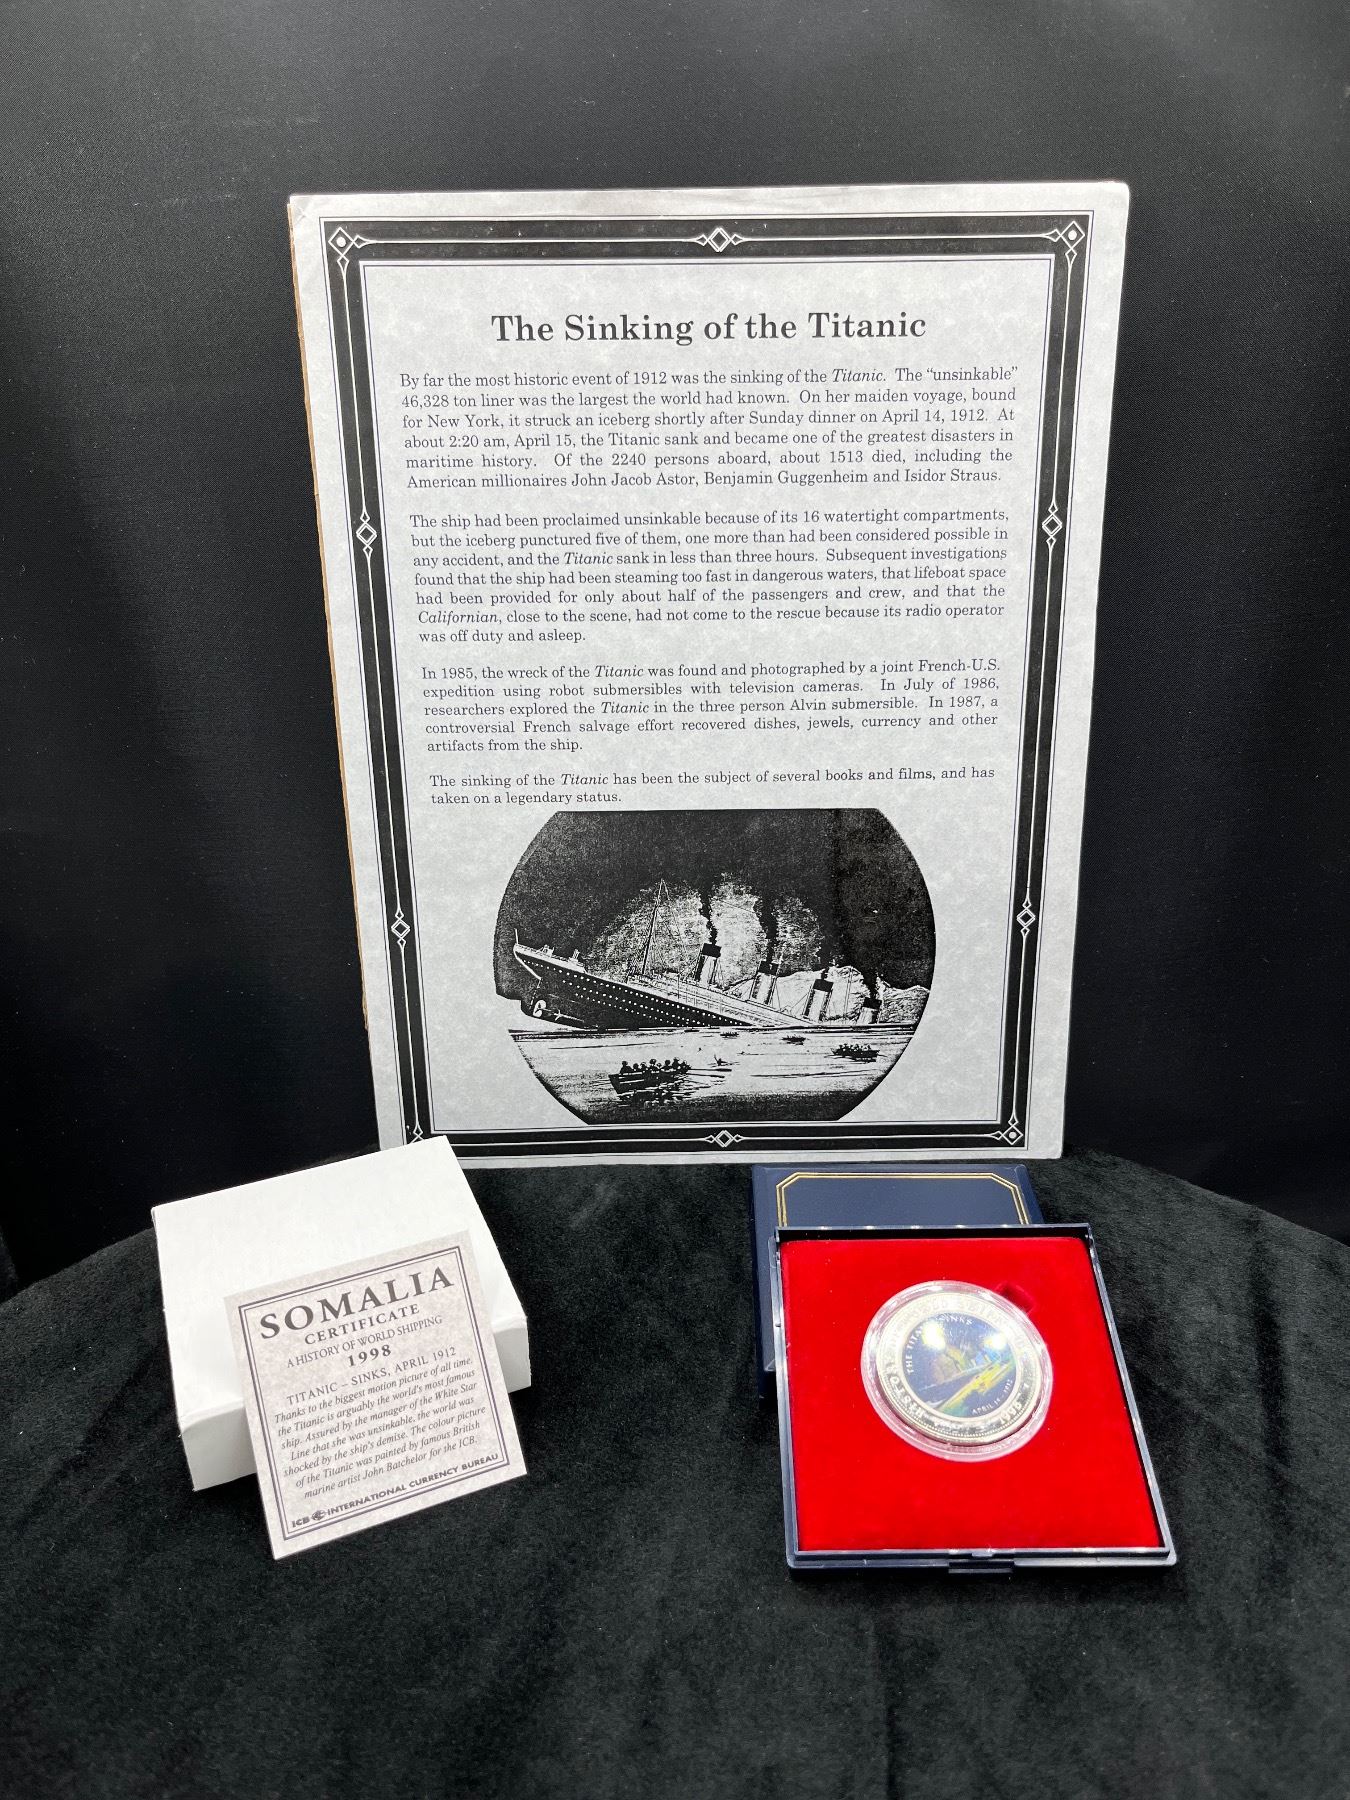 The Sinking of the Titanic
By far the most historic event of 1912 was the sinking of the Titanic. The “unsinkable”
46,328 ton liner was the largest the world had known. On her maiden voyage, bound
for New York, it struck an iceberg shortly after Sunday dinner on April 14, 1912. At
about 2:20 am, April 15, the Titanic sank and became one of the greatest disasters in
maritime history. Of the 2240 persons aboard, about 1513 died, including the
American millionaires John Jacob Astor, Benjamin Guggenheim and Isidor Straus.
The ship had been proclaimed unsinkable because of its 16 watertight compartments,
but the iceberg punctured five of them, one more than had been considered possible in
any accident, and the Titanic sank in less than three hours. Subsequent investigations
found that the ship had been steaming too fast in dangerous waters, that lifeboat space
had been provided for only about half of the passengers and crew, and that the
Californian, close to the scene, had not come to the rescue because its radio operator
was off duty and asleep.
In 1985, the wreck of the Titanic was found and photographed by a joint French-U.S.
expedition using robot submersibles with television cameras. In July of 1986,
researchers explored the Titanic in the three person Alvin submersible. In 1987, a
controversial French salvage effort recovered dishes, jewels, currency and other
artifacts from the ship.
The sinking of the Titanic has been the subject of several books and films, and has
taken on a legendary status.
SOMALIA
CERTIFICATE
A HISTORY OF WORLD SHIPPING
1998
TITANIC – SINKS, APRIL 1912
Thanks to the biggest motion picture of all time,
the Titanic is arguably the world's most famous
ship. Assured by the manager of the White Star
Line that she was unsinkable, the world was
shocked by the ship's demise. The colour picture
of the Titanic was painted by famous British
marine artist John Batchelor for the ICB.
ICB INTERNATIONAL CURRENCY BUREAU
THE TITANIC SINKS
APRIL 15, 1912